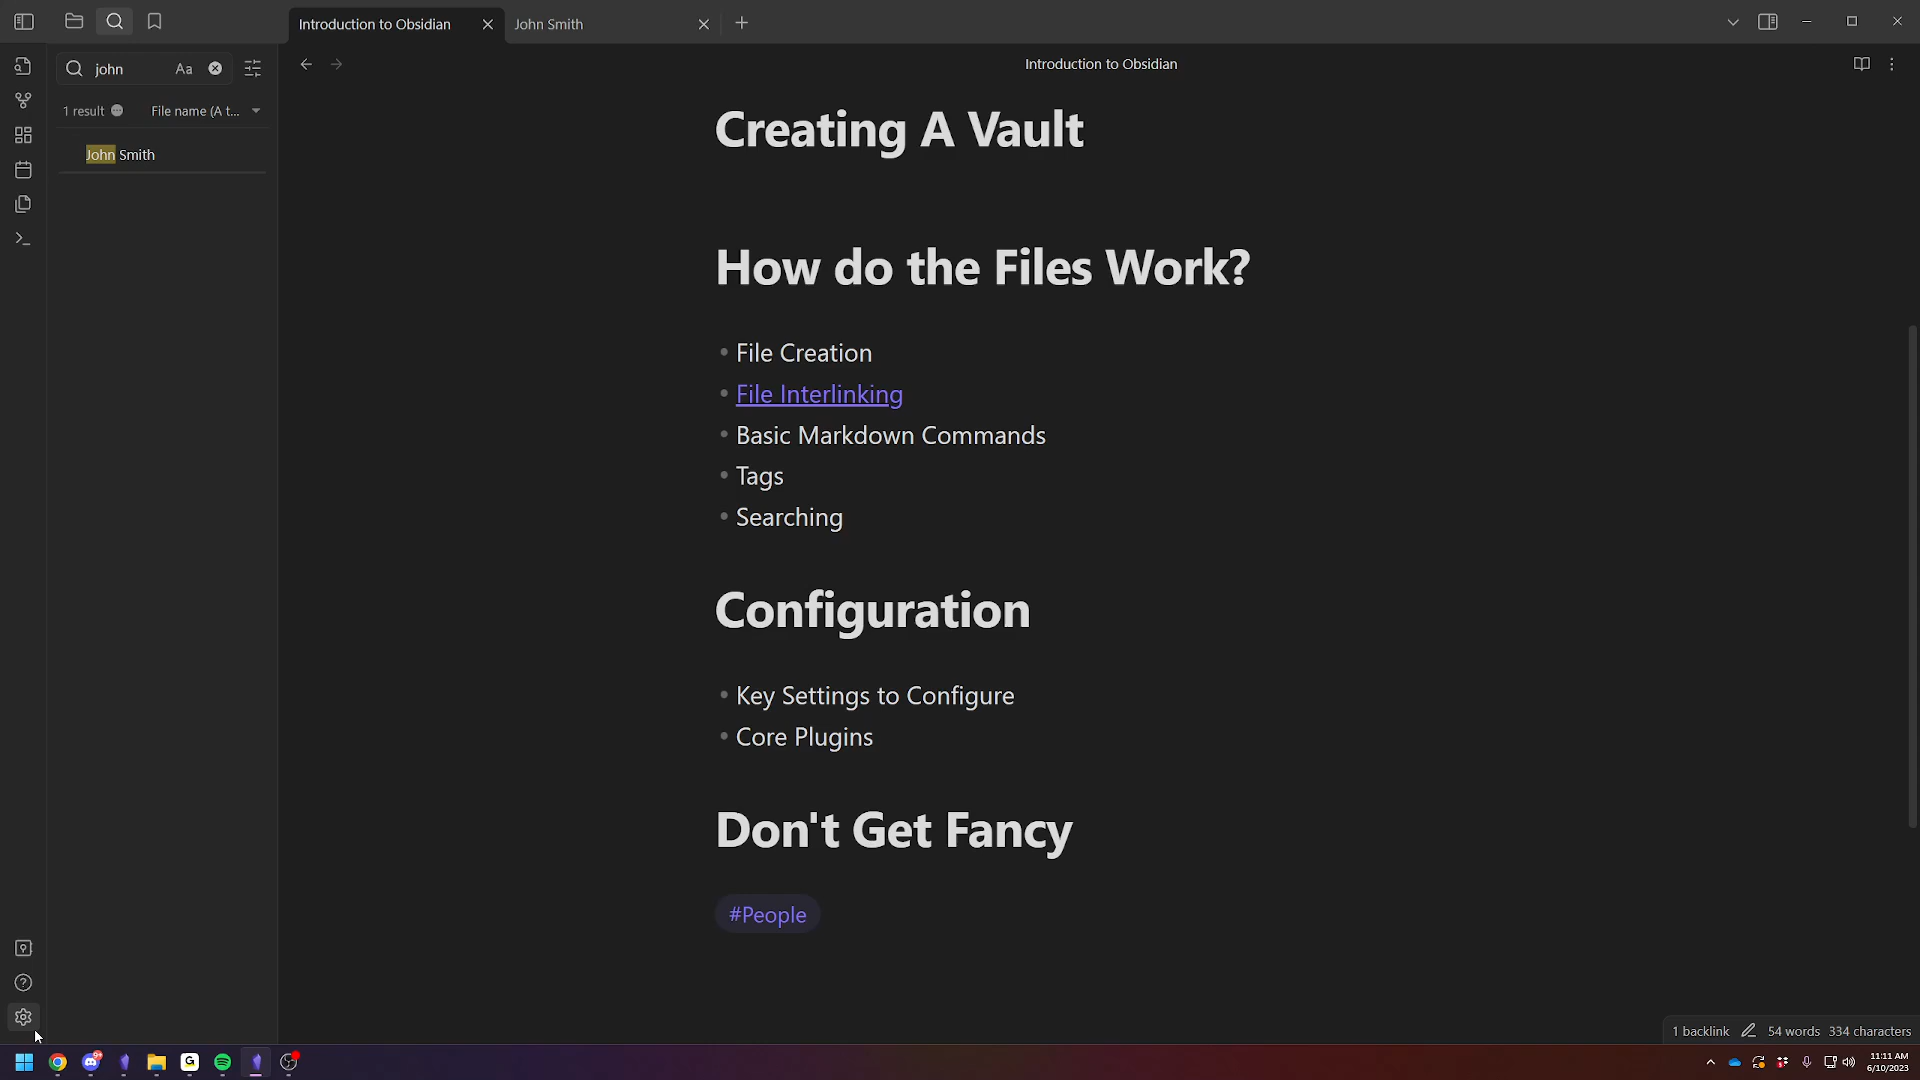 Introduction to Obsidian
John Smith
john
Aa
Introduction to Obsidian
1 result
File name (A t...
John Smith
Creating A Vault
How do the Files Work?
• File Creation
• File Interlinking
• Basic Markdown Commands
• Tags
• Searching
Configuration
• Key Settings to Configure
• Core Plugins
Don't Get Fancy
#People
1 backlink
54 words
334 characters
11:11 AM
6/10/2023